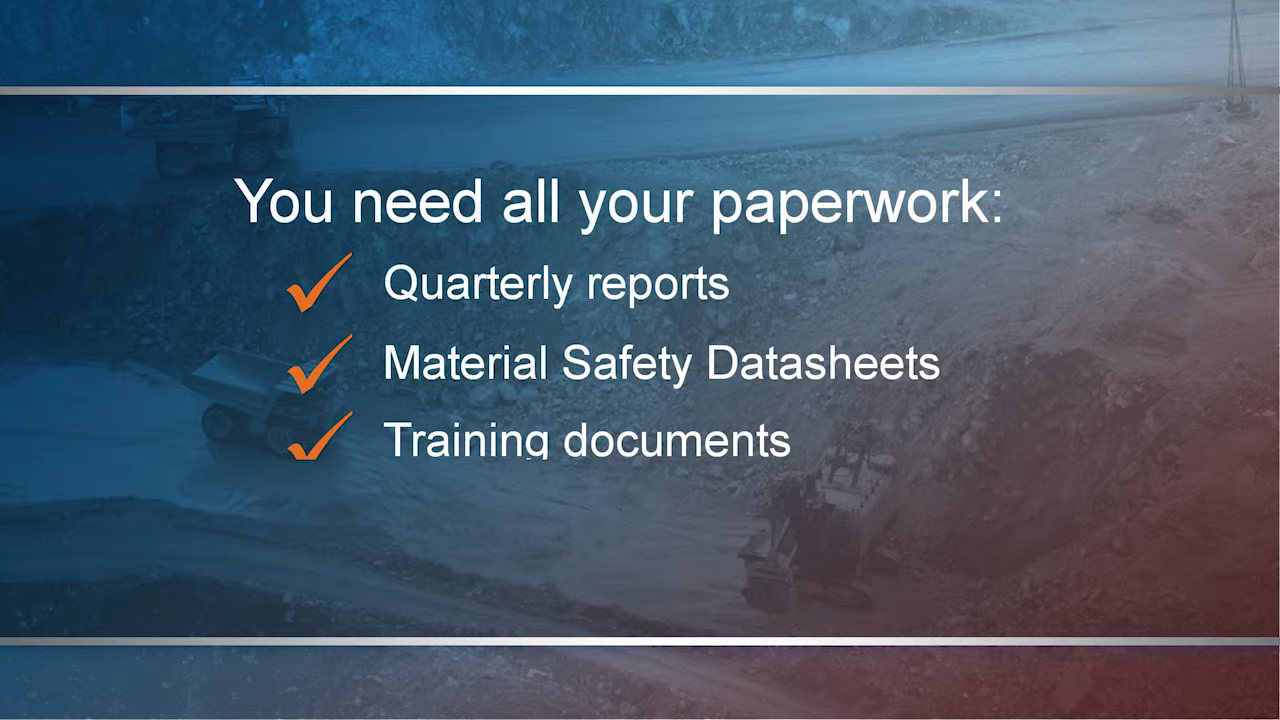 You need all your paperwork:
Quarterly reports
Material Safety Datasheets
Training documents